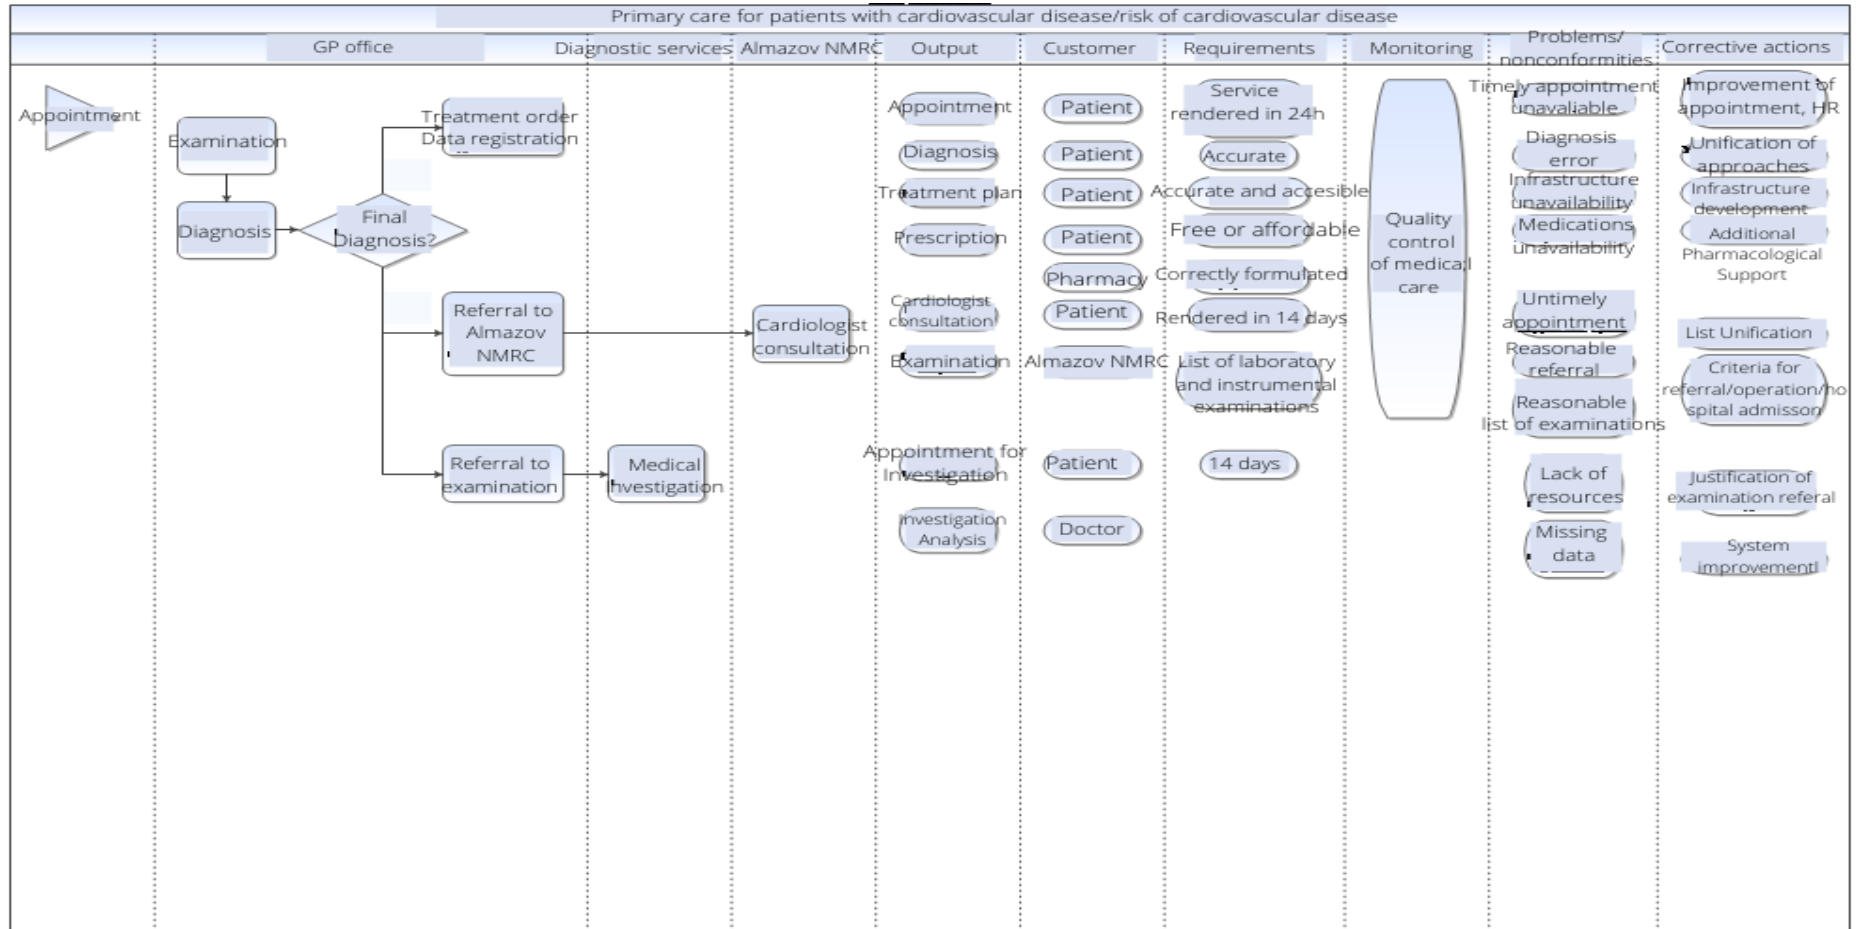 Primary care for patients with cardiovascular disease/risk of cardiovascular disease
GP office
Diagnostic services
Almazov NMRC
Output
Customer
Requirements
Monitoring
Problems/
nonconformities
Corrective actions
Appointment
Examination
Diagnosis
Final
Diagnosis?
Treatment order
Data registration
Referral to
Almazov
NMRC
Referral to
examination
Medical
Investigation
Cardiologist
consultation
Appointment
Diagnosis
Treatment plan
Prescription
Cardiologist
consultation
Examination
Appointment for
Investigation
Investigation
Analysis
Patient
Patient
Patient
Patient
Pharmacy
Patient
Almazov NMRC
Patient
Doctor
Service
rendered in 24h
Accurate
Accurate and accesible
Free or affordable
Correctly formulated
Rendered in 14 days
List of laboratory
and instrumental
examinations
14 days
Quality
control
of medica;l
care
Timely appointment
unavaliable
Diagnosis
error
Infrastructure
unavailability
Medications
unavailability
Untimely
appointment
Reasonable
referral
Reasonable
list of examinations
Lack of
resources
Missing
data
Improvement of
appointment, HR
Unification of
approaches
Infrastructure
development
Additional
Pharmacological
Support
List Unification
Criteria for
referral/operation/ho
spital admisson
Justification of
examination referal
System
improvementl